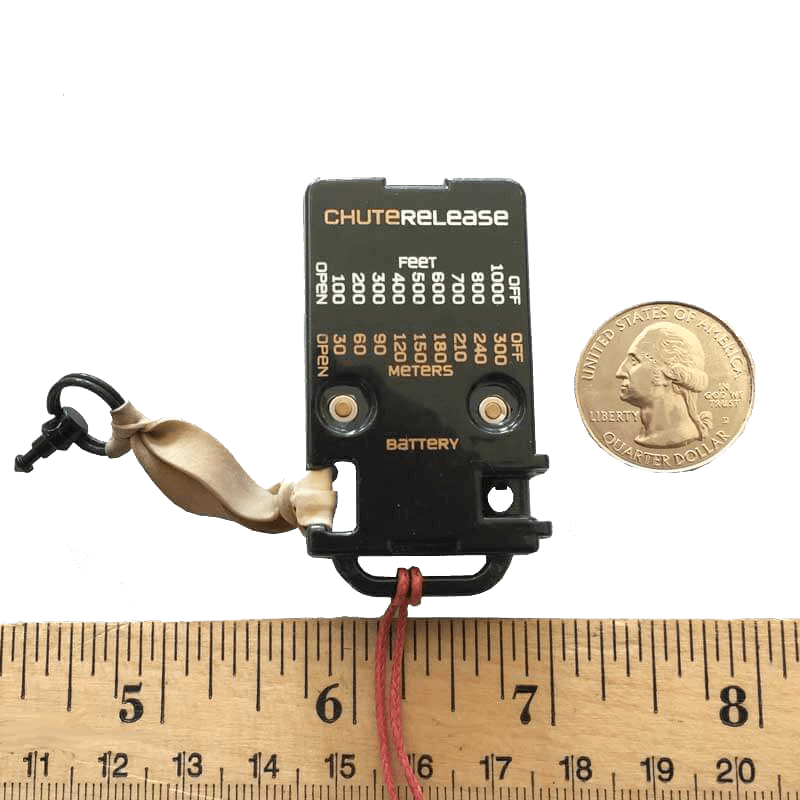 CHUTERELEASE
FEET
OPEN 100 200 300 400 500 600 700 800 1000 OFF
OPEN 30 60 90 120 150 180 210 240 300 OFF
METERS
BATTERY
UNITED STATES OF AMERICA
LIBERTY
IN
GOD WE
TRUST
D
QUARTER DOLLAR
5 6 7 8
11 12 13 14 15 16 17 18 19 20